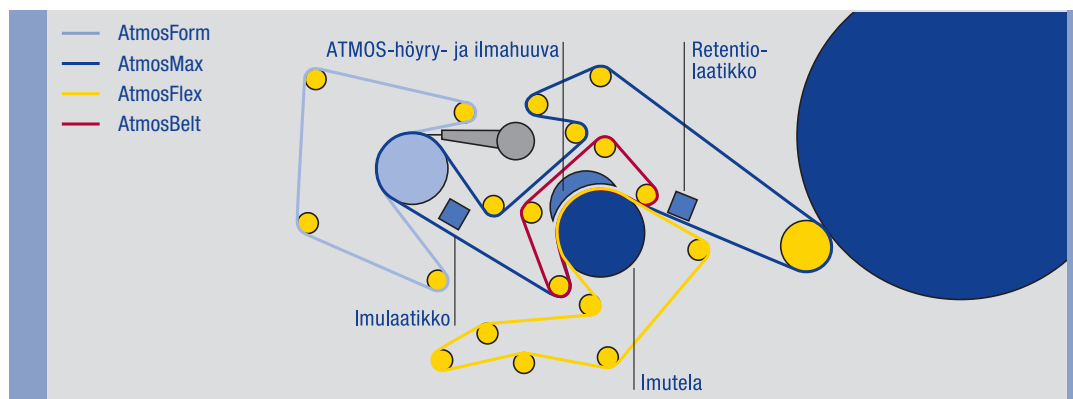 AtmosForm
AtmosMax
AtmosFlex
AtmosBelt
ATMOS-höyry- ja ilmahuuva
Retentio-
laatikko
Imulaatikko
Imutela